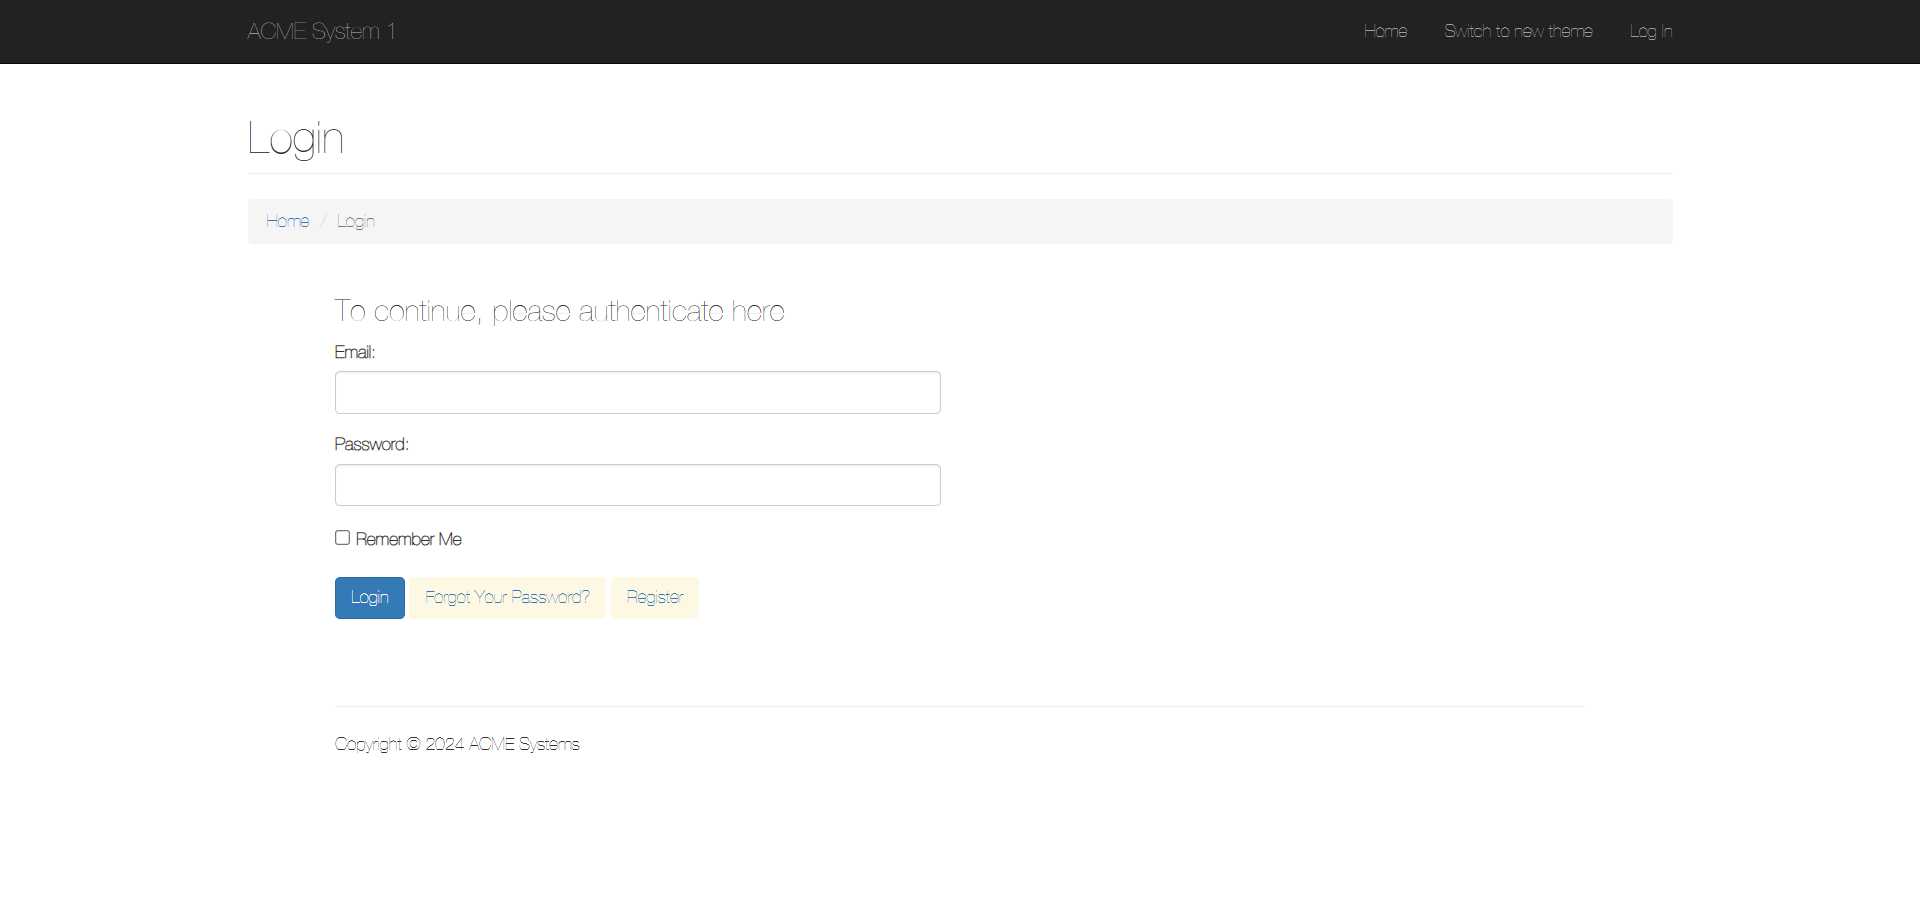 ACME System 1
Home
Switch to new theme
Log In
Login
Home / Login
To continue, please authenticate here
Email:
Password:
Remember Me
Login
Forgot Your Password?
Register
Copyright © 2024 ACME Systems